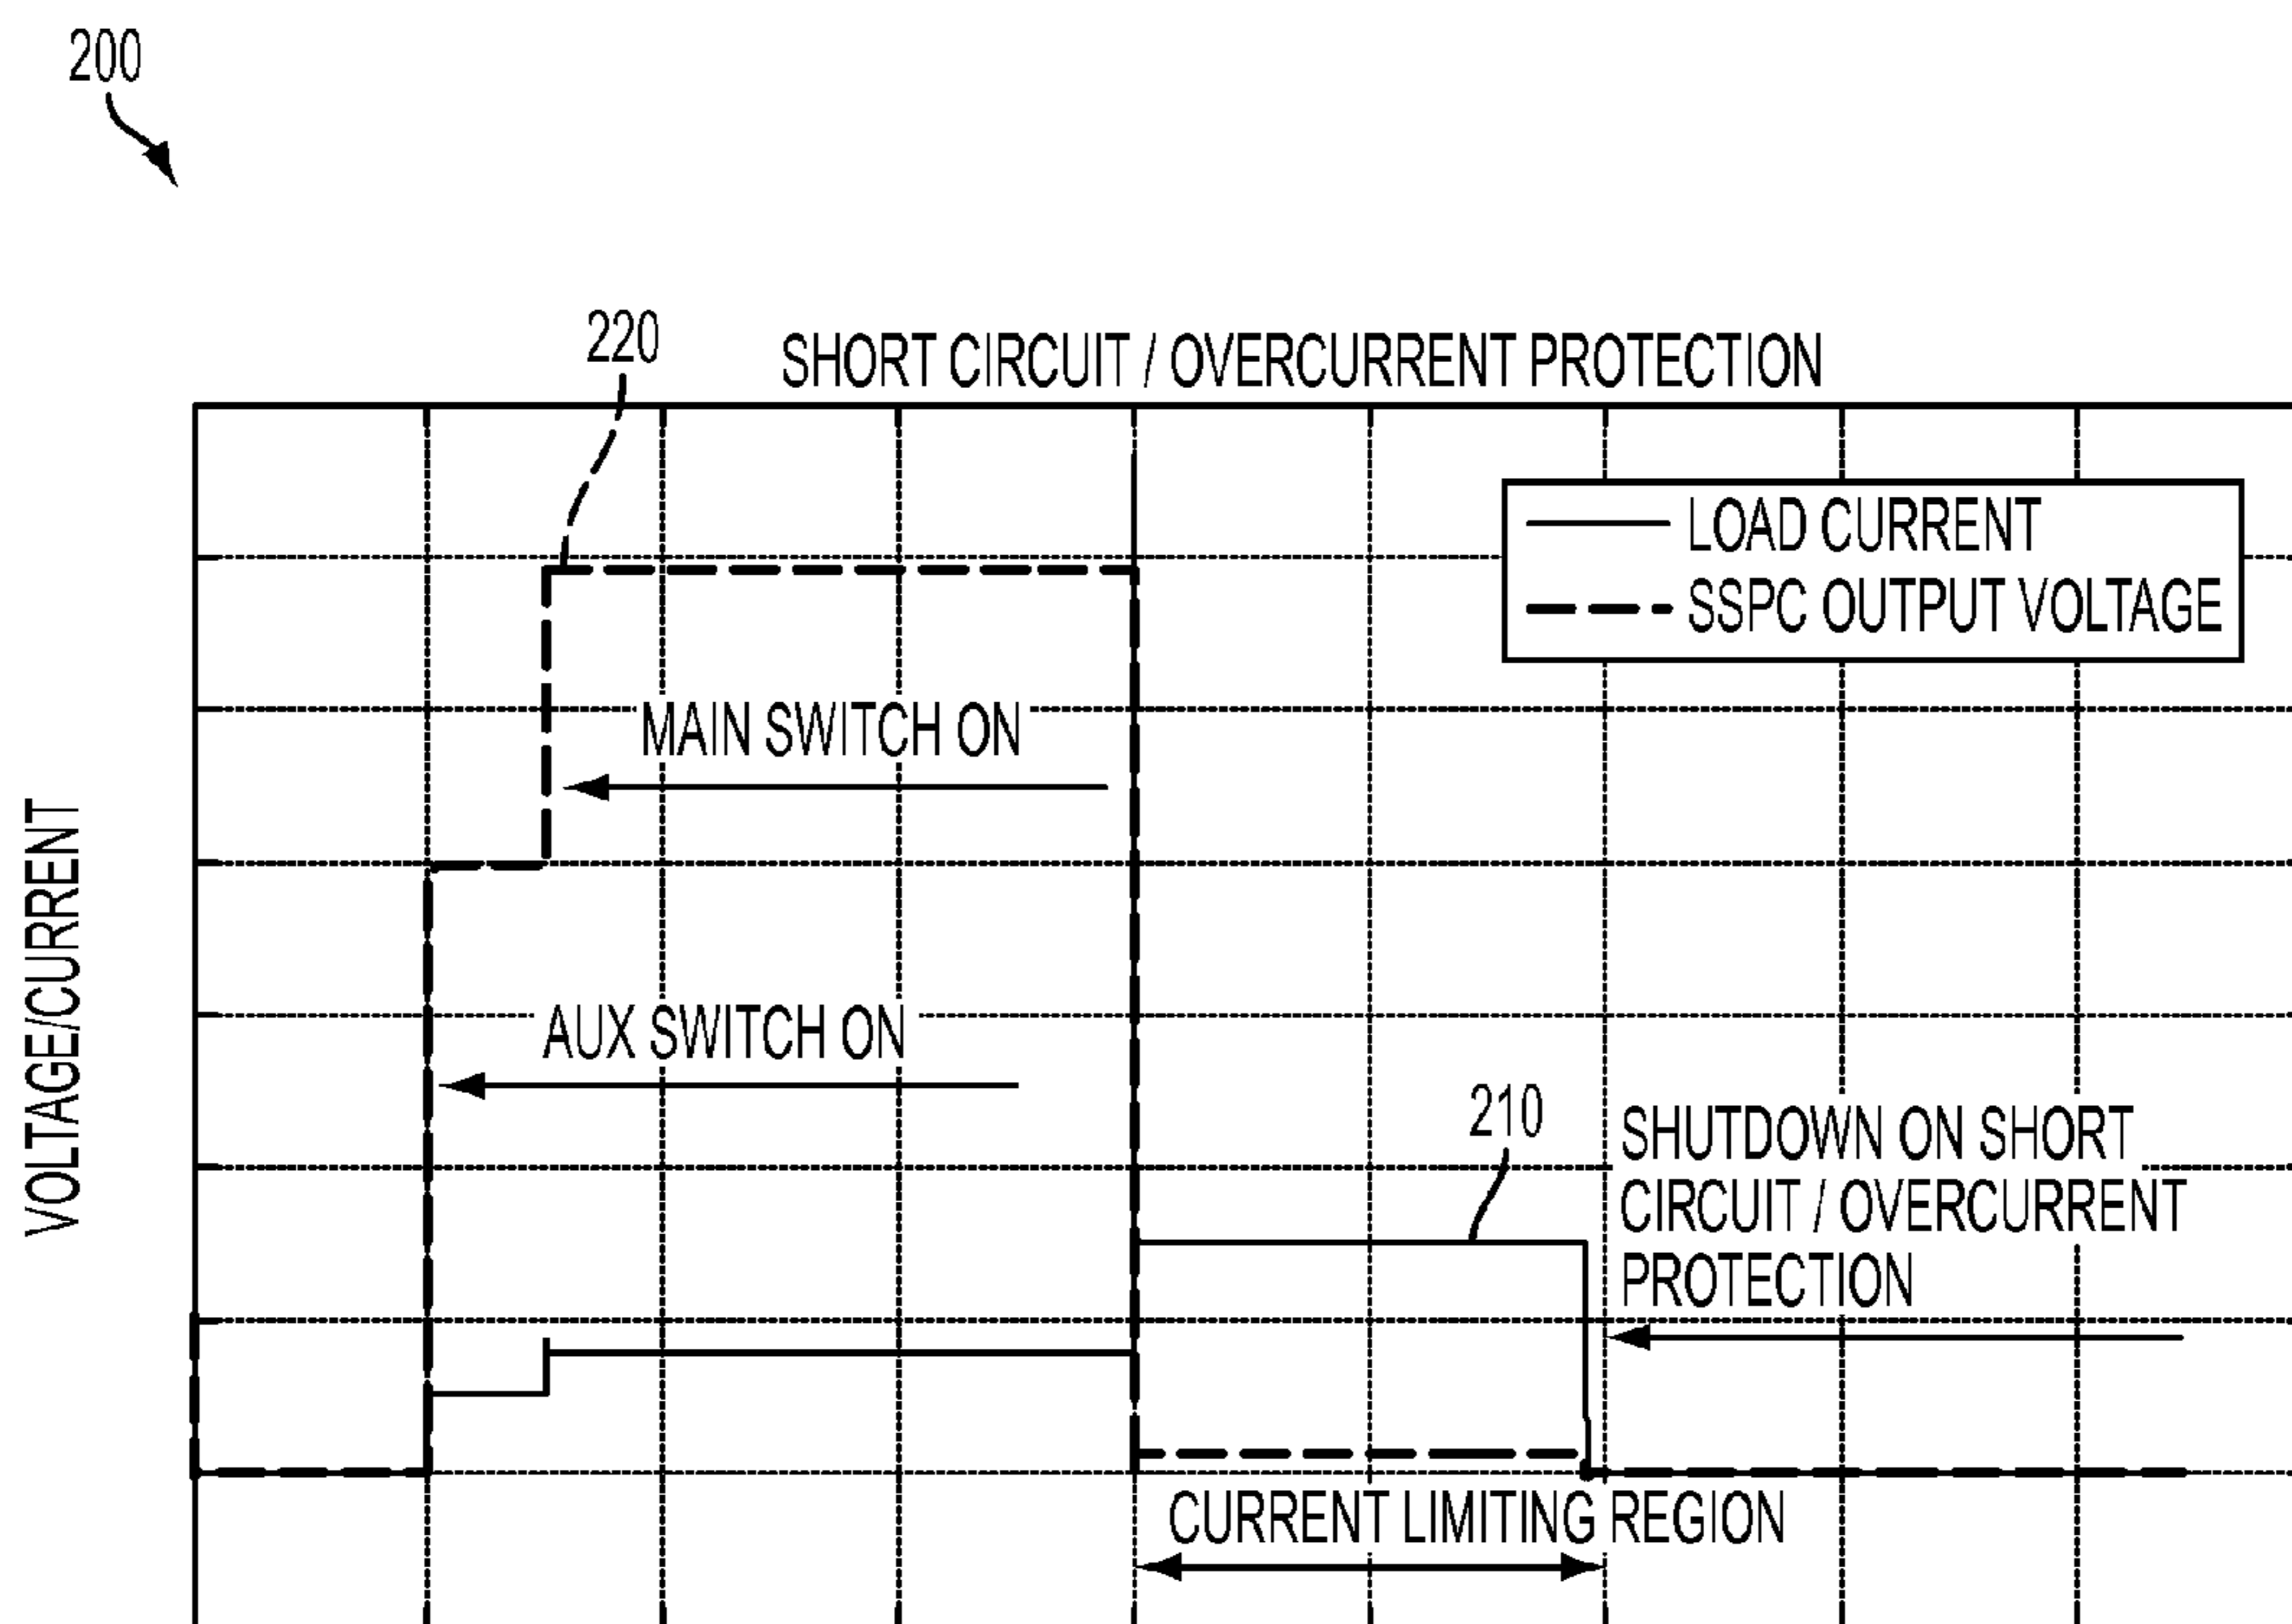 200
220
SHORT CIRCUIT / OVERCURRENT PROTECTION
LOAD CURRENT
SSPC OUTPUT VOLTAGE
MAIN SWITCH ON
VOLTAGE/CURRENT
AUX SWITCH ON
210
SHUTDOWN ON SHORT
CIRCUIT / OVERCURRENT
PROTECTION
CURRENT LIMITING REGION